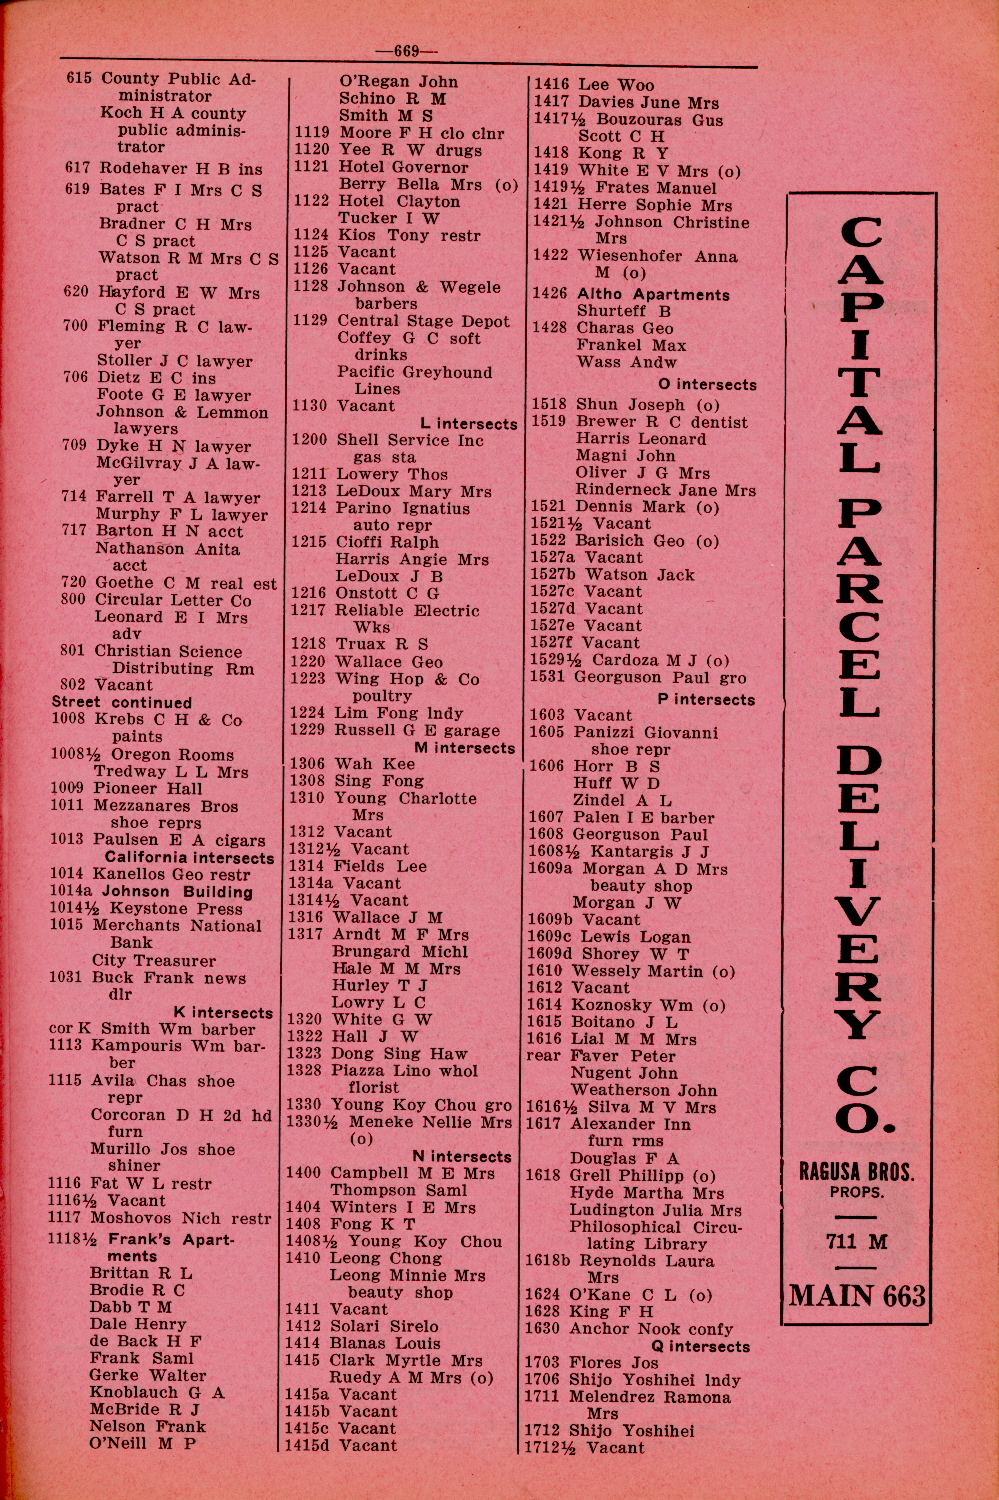 —669—
615 County Public Ad-
ministrator
Koch H A county
public adminis-
trator
617 Rodehaver H B ins
619 Bates F I Mrs C S
pract
Bradner C H Mrs
C S pract
Watson R M Mrs C S
pract
620 Hayford E W Mrs
C S pract
700 Fleming R C law-
yer
Stoller J C lawyer
706 Dietz E C ins
Foote G E lawyer
Johnson & Lemmon
lawyers
709 Dyke H N lawyer
McGilvray J A law-
yer
714 Farrell T A lawyer
Murphy F L lawyer
717 Barton H N acct
Nathanson Anita
acct
720 Goethe C M real est
800 Circular Letter Co
Leonard E I Mrs
adv
801 Christian Science
Distributing Rm
802 Vacant
Street continued
1008 Krebs C H & Co
paints
1008½ Oregon Rooms
Tredway L L Mrs
1009 Pioneer Hall
1011 Mezzanares Bros
shoe reprs
1013 Paulsen E A cigars
California intersects
1014 Kanellos Geo restr
1014a Johnson Building
1014½ Keystone Press
1015 Merchants National
Bank
City Treasurer
1031 Buck Frank news
dlr
K intersects
cor K Smith Wm barber
1113 Kampouris Wm bar-
ber
1115 Avila Chas shoe
repr
Corcoran D H 2d hd
furn
Murillo Jos shoe
shiner
1116 Fat W L restr
1116½ Vacant
1117 Moshovos Nich restr
1118½ Frank's Apart-
ments
Brittan R L
Brodie R C
Dabb T M
Dale Henry
de Back H F
Frank Saml
Gerke Walter
Knoblauch G A
McBride R J
Nelson Frank
O'Neill M P
O'Regan John
Schino R M
Smith M S
1119 Moore F H clo clnr
1120 Yee R W drugs
1121 Hotel Governor
Berry Bella Mrs (o)
1122 Hotel Clayton
Tucker I W
1124 Kios Tony restr
1125 Vacant
1126 Vacant
1128 Johnson & Wegele
barbers
1129 Central Stage Depot
Coffey G C soft
drinks
Pacific Greyhound
Lines
1130 Vacant
L intersects
1200 Shell Service Inc
gas sta
1211 Lowery Thos
1213 LeDoux Mary Mrs
1214 Parino Ignatius
auto repr
1215 Cioffi Ralph
Harris Angie Mrs
LeDoux J B
1216 Onstott C G
1217 Reliable Electric
Wks
1218 Truax R S
1220 Wallace Geo
1223 Wing Hop & Co
poultry
1224 Lim Fong lndy
1229 Russell G E garage
M intersects
1306 Wah Kee
1308 Sing Fong
1310 Young Charlotte
Mrs
1312 Vacant
1312½ Vacant
1314 Fields Lee
1314a Vacant
1314½ Vacant
1316 Wallace J M
1317 Arndt M F Mrs
Brungard Michl
Hale M M Mrs
Hurley T J
Lowry L C
1320 White G W
1322 Hall J W
1323 Dong Sing Haw
1328 Piazza Lino whol
florist
1330 Young Koy Chou gro
1330½ Meneke Nellie Mrs
(o)
N intersects
1400 Campbell M E Mrs
Thompson Saml
1404 Winters I E Mrs
1408 Fong K T
1408½ Young Koy Chou
1410 Leong Chong
Leong Minnie Mrs
beauty shop
1411 Vacant
1412 Solari Sirelo
1414 Blanas Louis
1415 Clark Myrtle Mrs
Ruedy A M Mrs (o)
1415a Vacant
1415b Vacant
1415c Vacant
1415d Vacant
1416 Lee Woo
1417 Davies June Mrs
1417½ Bouzouras Gus
Scott C H
1418 Kong R Y
1419 White E V Mrs (o)
1419½ Frates Manuel
1421 Herre Sophie Mrs
1421½ Johnson Christine
Mrs
1422 Wiesenhofer Anna
M (o)
1426 Altho Apartments
Shurteff B
1428 Charas Geo
Frankel Max
Wass Andw
O intersects
1518 Shun Joseph (o)
1519 Brewer R C dentist
Harris Leonard
Magni John
Oliver J G Mrs
Rinderneck Jane Mrs
1521 Dennis Mark (o)
1521½ Vacant
1522 Barisich Geo (o)
1527a Vacant
1527b Watson Jack
1527c Vacant
1527d Vacant
1527e Vacant
1527f Vacant
1529½ Cardoza M J (o)
1531 Georguson Paul gro
P intersects
1603 Vacant
1605 Panizzi Giovanni
shoe repr
1606 Horr B S
Huff W D
Zindel A L
1607 Palen I E barber
1608 Georguson Paul
1608½ Kantargis J J
1609a Morgan A D Mrs
beauty shop
Morgan J W
1609b Vacant
1609c Lewis Logan
1609d Shorey W T
1610 Wessely Martin (o)
1612 Vacant
1614 Koznosky Wm (o)
1615 Boitano J L
1616 Lial M M Mrs
rear Faver Peter
Nugent John
Weatherson John
1616½ Silva M V Mrs
1617 Alexander Inn
furn rms
Douglas F A
1618 Grell Phillipp (o)
Hyde Martha Mrs
Ludington Julia Mrs
Philosophical Circu-
lating Library
1618b Reynolds Laura
Mrs
1624 O'Kane C L (o)
1628 King F H
1630 Anchor Nook confy
Q intersects
1703 Flores Jos
1706 Shijo Yoshihei lndy
1711 Melendrez Ramona
Mrs
1712 Shijo Yoshihei
1712½ Vacant
CAPITAL PARCEL DELIVERY CO.
RAGUSA BROS.
PROPS.
711 M
MAIN 663